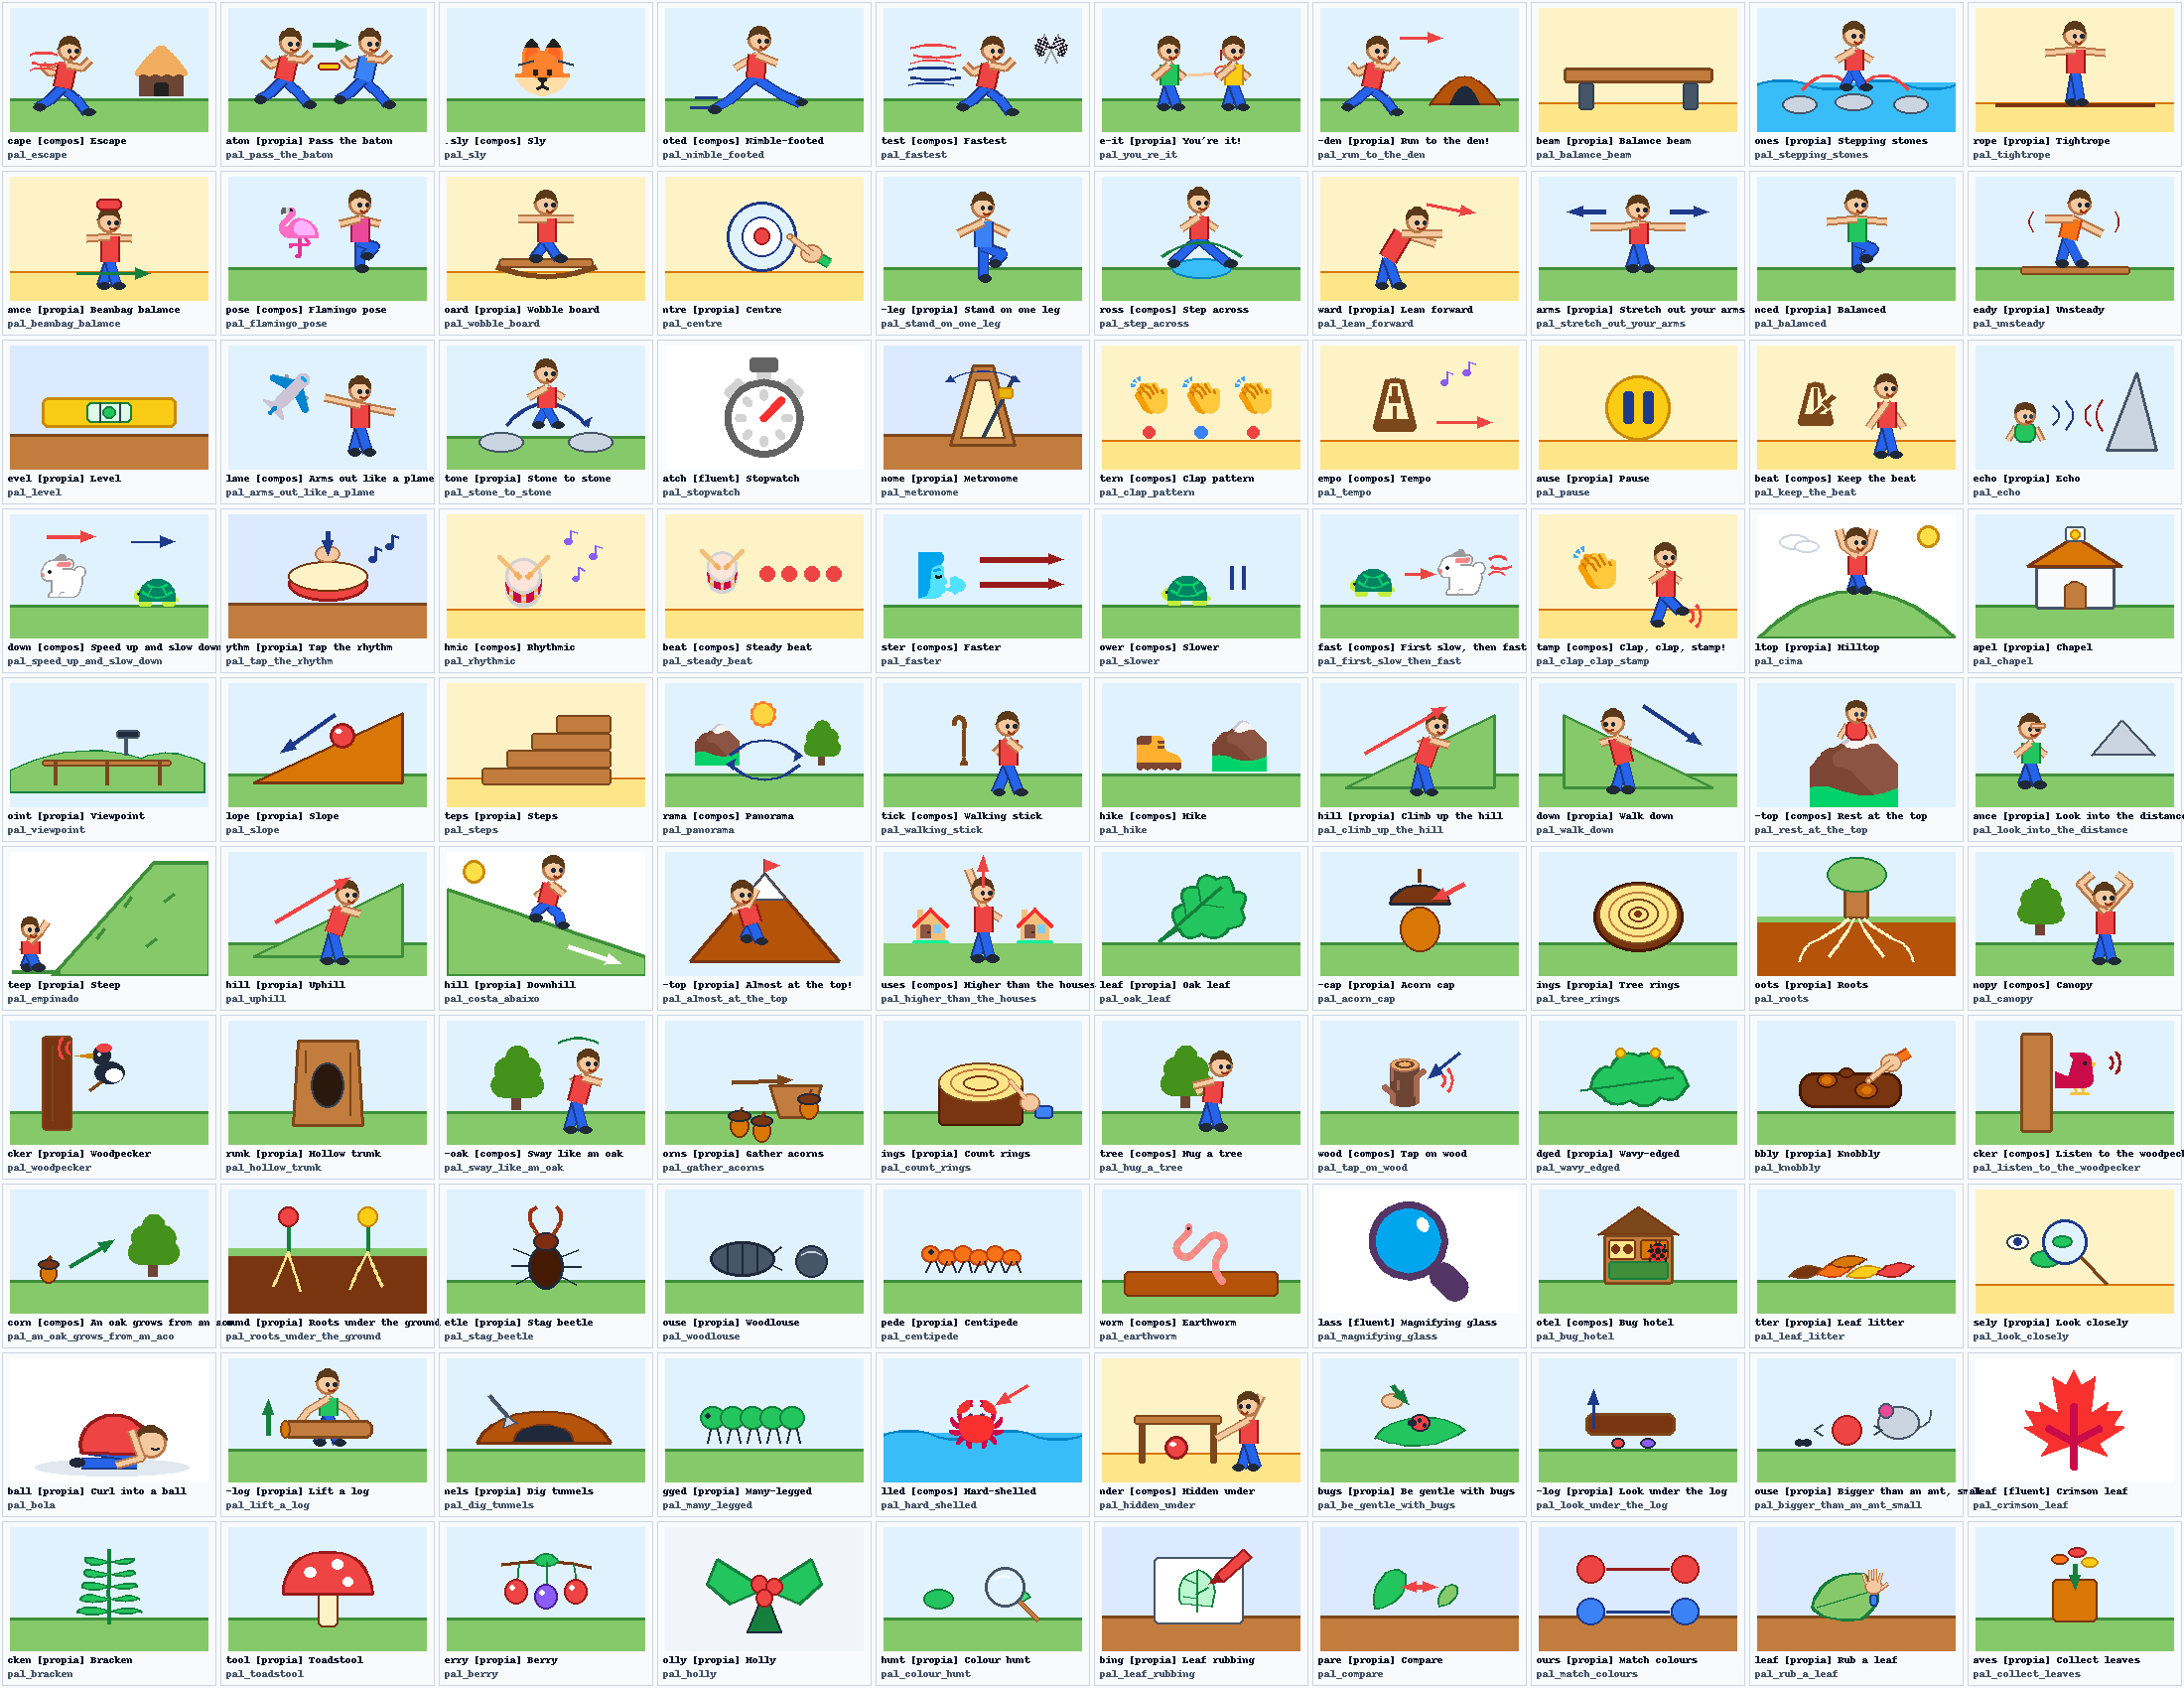 cape [compos] Escape
pal_escape
aton [propia] Pass the baton
pal_pass_the_baton
.sly [compos] Sly
pal_sly
oted [compos] Nimble-footed
pal_nimble_footed
test [compos] Fastest
pal_fastest
e-it [propia] You're it!
pal_you_re_it
-den [propia] Run to the den!
pal_run_to_the_den
beam [propia] Balance beam
pal_balance_beam
ones [propia] Stepping stones
pal_stepping_stones
rope [propia] Tightrope
pal_tightrope
ance [propia] Beanbag balance
pal_beanbag_balance
pose [compos] Flamingo pose
pal_flamingo_pose
oard [propia] Wobble board
pal_wobble_board
ntre [propia] Centre
pal_centre
-leg [propia] Stand on one leg
pal_stand_on_one_leg
ross [compos] Step across
pal_step_across
ward [propia] Lean forward
pal_lean_forward
arms [propia] Stretch out your arms
pal_stretch_out_your_arms
nced [propia] Balanced
pal_balanced
eady [propia] Unsteady
pal_unsteady
evel [propia] Level
pal_level
lane [compos] Arms out like a plane
pal_arms_out_like_a_plane
tone [propia] Stone to stone
pal_stone_to_stone
atch [fluent] Stopwatch
pal_stopwatch
nome [propia] Metronome
pal_metronome
tern [compos] Clap pattern
pal_clap_pattern
empo [compos] Tempo
pal_tempo
ause [propia] Pause
pal_pause
beat [compos] Keep the beat
pal_keep_the_beat
echo [propia] Echo
pal_echo
down [compos] Speed up and slow down
pal_speed_up_and_slow_down
ythm [propia] Tap the rhythm
pal_tap_the_rhythm
hmic [compos] Rhythmic
pal_rhythmic
beat [compos] Steady beat
pal_steady_beat
ster [compos] Faster
pal_faster
ower [compos] Slower
pal_slower
fast [compos] First slow, then fast
pal_first_slow_then_fast
tamp [compos] Clap, clap, stamp!
pal_clap_clap_stamp
ltop [propia] Hilltop
pal_cima
apel [propia] Chapel
pal_chapel
oint [propia] Viewpoint
pal_viewpoint
lope [propia] Slope
pal_slope
teps [propia] Steps
pal_steps
rama [compos] Panorama
pal_panorama
tick [compos] Walking stick
pal_walking_stick
hike [compos] Hike
pal_hike
hill [propia] Climb up the hill
pal_climb_up_the_hill
down [propia] Walk down
pal_walk_down
-top [compos] Rest at the top
pal_rest_at_the_top
ance [propia] Look into the distance
pal_look_into_the_distance
teep [propia] Steep
pal_empinado
hill [propia] Uphill
pal_uphill
hill [propia] Downhill
pal_costa_abaixo
-top [propia] Almost at the top!
pal_almost_at_the_top
uses [compos] Higher than the houses
pal_higher_than_the_houses
leaf [propia] Oak leaf
pal_oak_leaf
-cap [propia] Acorn cap
pal_acorn_cap
ings [propia] Tree rings
pal_tree_rings
oots [propia] Roots
pal_roots
nopy [compos] Canopy
pal_canopy
cker [propia] Woodpecker
pal_woodpecker
runk [propia] Hollow trunk
pal_hollow_trunk
-oak [compos] Sway like an oak
pal_sway_like_an_oak
orns [propia] Gather acorns
pal_gather_acorns
ings [propia] Count rings
pal_count_rings
tree [compos] Hug a tree
pal_hug_a_tree
wood [compos] Tap on wood
pal_tap_on_wood
dged [propia] Wavy-edged
pal_wavy_edged
bbly [propia] Knobbly
pal_knobbly
cker [compos] Listen to the woodpeck
pal_listen_to_the_woodpecker
corn [compos] An oak grows from an
pal_an_oak_grows_from_an_aco
ound [propia] Roots under the ground
pal_roots_under_the_ground
etle [propia] Stag beetle
pal_stag_beetle
ouse [propia] Woodlouse
pal_woodlouse
pede [propia] Centipede
pal_centipede
worm [compos] Earthworm
pal_earthworm
lass [fluent] Magnifying glass
pal_magnifying_glass
otel [compos] Bug hotel
pal_bug_hotel
tter [propia] Leaf litter
pal_leaf_litter
sely [propia] Look closely
pal_look_closely
ball [propia] Curl into a ball
pal_bola
-log [propia] Lift a log
pal_lift_a_log
nels [propia] Dig tunnels
pal_dig_tunnels
gged [propia] Many-legged
pal_many_legged
lled [compos] Hard-shelled
pal_hard_shelled
nder [compos] Hidden under
pal_hidden_under
bugs [propia] Be gentle with bugs
pal_be_gentle_with_bugs
-log [propia] Look under the log
pal_look_under_the_log
ouse [propia] Bigger than an ant,
pal_bigger_than_an_ant_small
leaf [fluent] Crimson leaf
pal_crimson_leaf
cken [propia] Bracken
pal_bracken
tool [propia] Toadstool
pal_toadstool
erry [propia] Berry
pal_berry
olly [propia] Holly
pal_holly
hunt [propia] Colour hunt
pal_colour_hunt
bing [propia] Leaf rubbing
pal_leaf_rubbing
pare [propia] Compare
pal_compare
ours [propia] Match colours
pal_match_colours
leaf [propia] Rub a leaf
pal_rub_a_leaf
aves [propia] Collect leaves
pal_collect_leaves